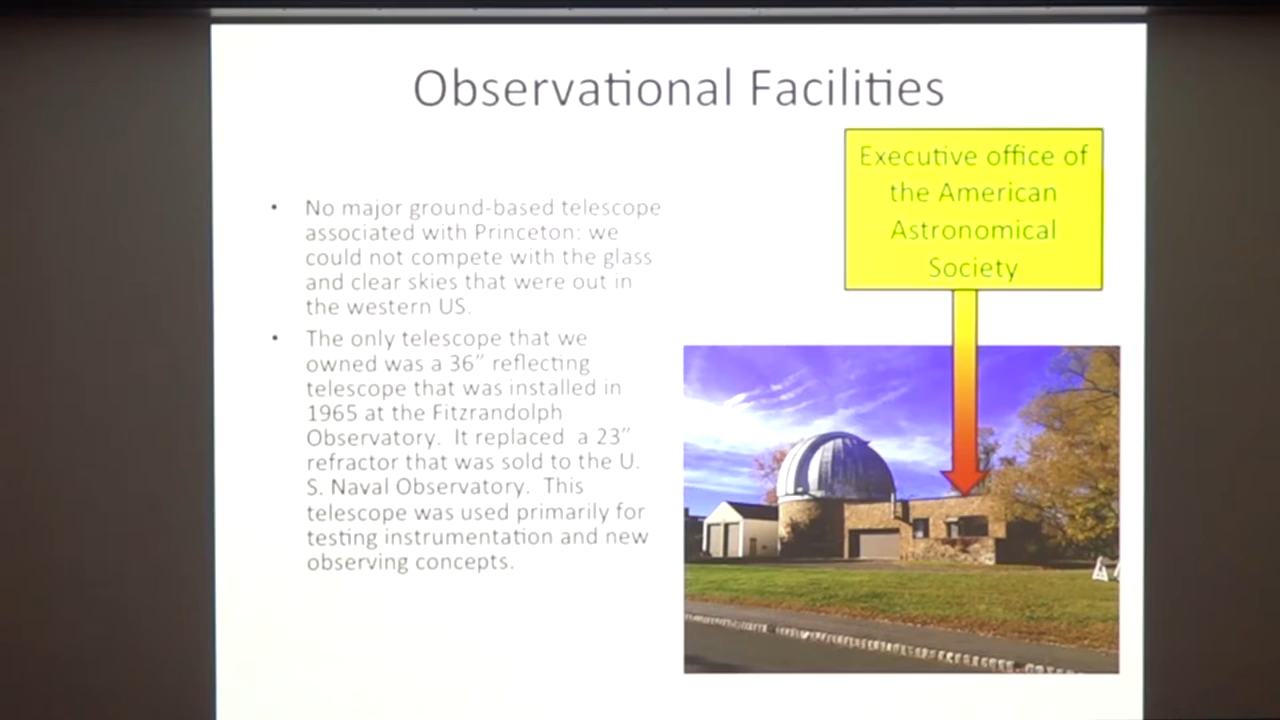 Observational Facilities
Executive office of
the American
Astronomical
Society
• No major ground-based telescope
associated with Princeton: we
could not compete with the glass
and clear skies that were out in
the western US.
• The only telescope that we
owned was a 36” reflecting
telescope that was installed in
1965 at the Fitzrandolph
Observatory. It replaced a 23”
refractor that was sold to the U.
S. Naval Observatory. This
telescope was used primarily for
testing instrumentation and new
observing concepts.